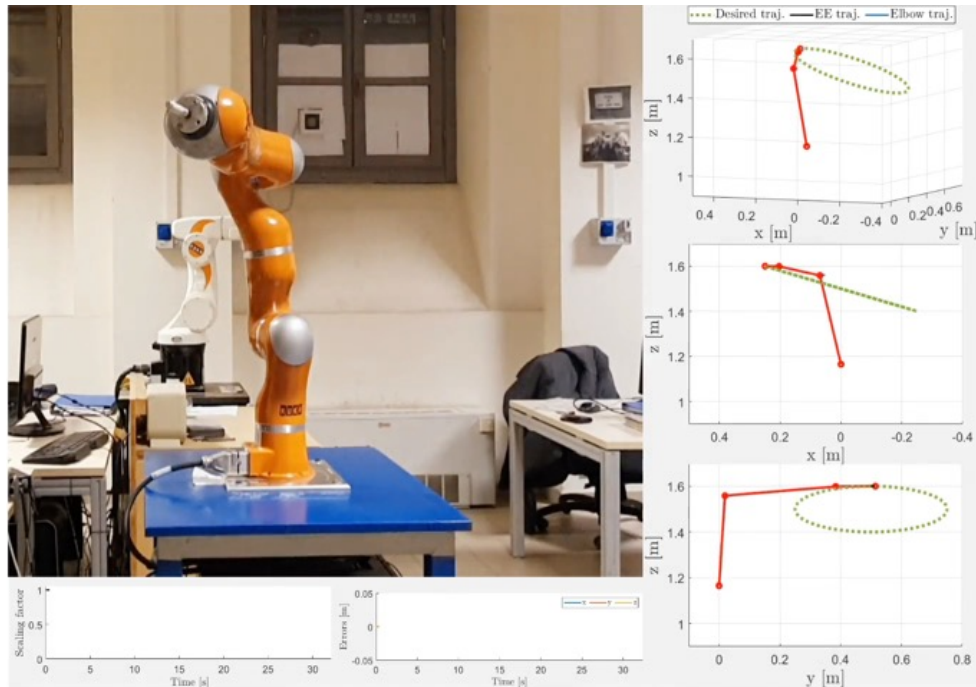 Desired traj. EE traj. Elbow traj.
1.6
1.4
1.2
1
z [m]
0.4 0.2 0 -0.2 -0.4 0 0.2 0.4 0.6
x [m] y [m]
1.6
1.4
1.2
1
z [m]
0.4 0.2 0 -0.2 -0.4
x [m]
1.6
1.4
1.2
1
z [m]
0 0.2 0.4 0.6 0.8
y [m]
KUKA
1
0.5
0
Scaling factor
0 5 10 15 20 25 30
Time [s]
0.05
0
-0.05
Errors [m]
x y z
0 5 10 15 20 25 30
Time [s]